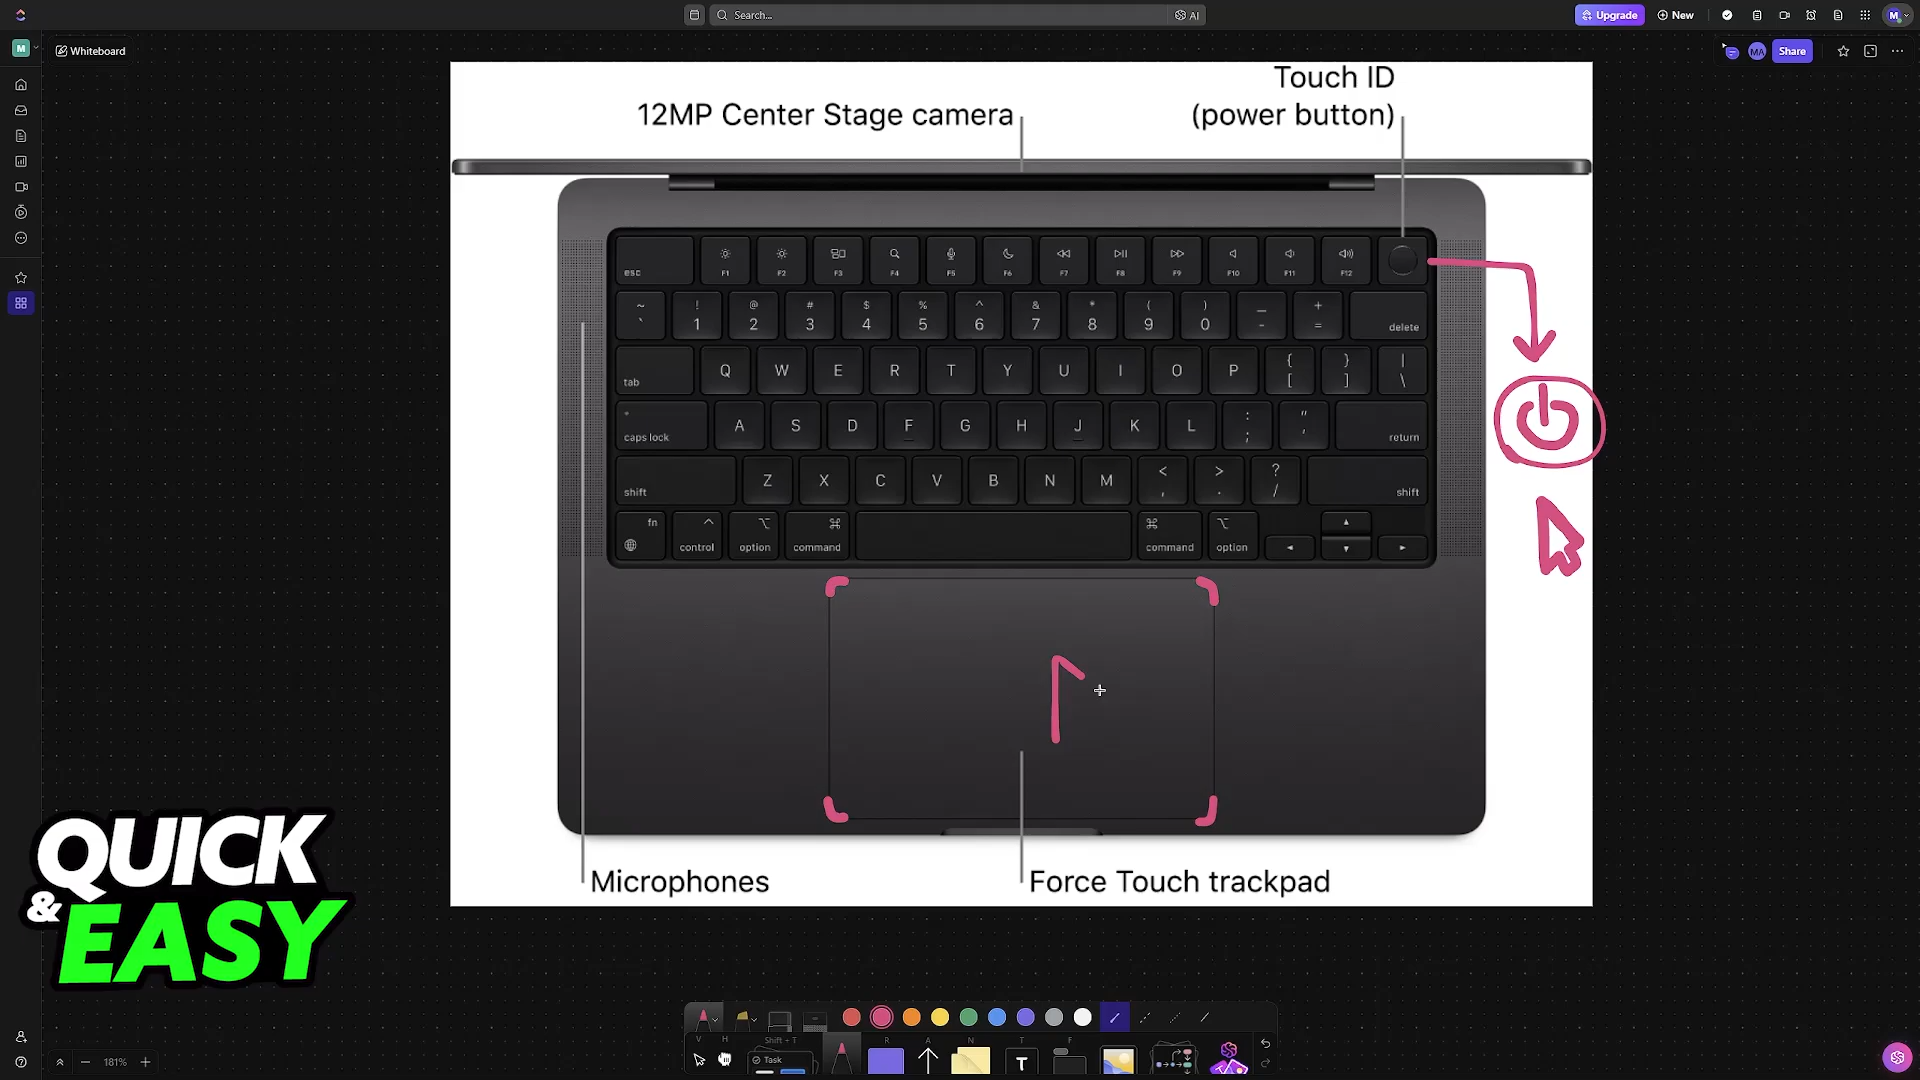 Search...
AI
Upgrade
New
M
M
Whiteboard
MA
Share
Touch ID
(power button)
12MP Center Stage camera
esc F1 F2 F3 F4 F5 F6 F7 F8 F9 F10 F11 F12
~ ! @ # $ % ^ & * ( ) — +
` 1 2 3 4 5 6 7 8 9 0 - = delete
tab Q W E R T Y U I O P { [ } ] | \
caps lock A S D F G H J K L : ; " ' return
shift Z X C V B N M < , > . ? / shift
fn control option command command option
Microphones
Force Touch trackpad
QUICK
& EASY
V H Shift + T R A N T F
Task
T
181%